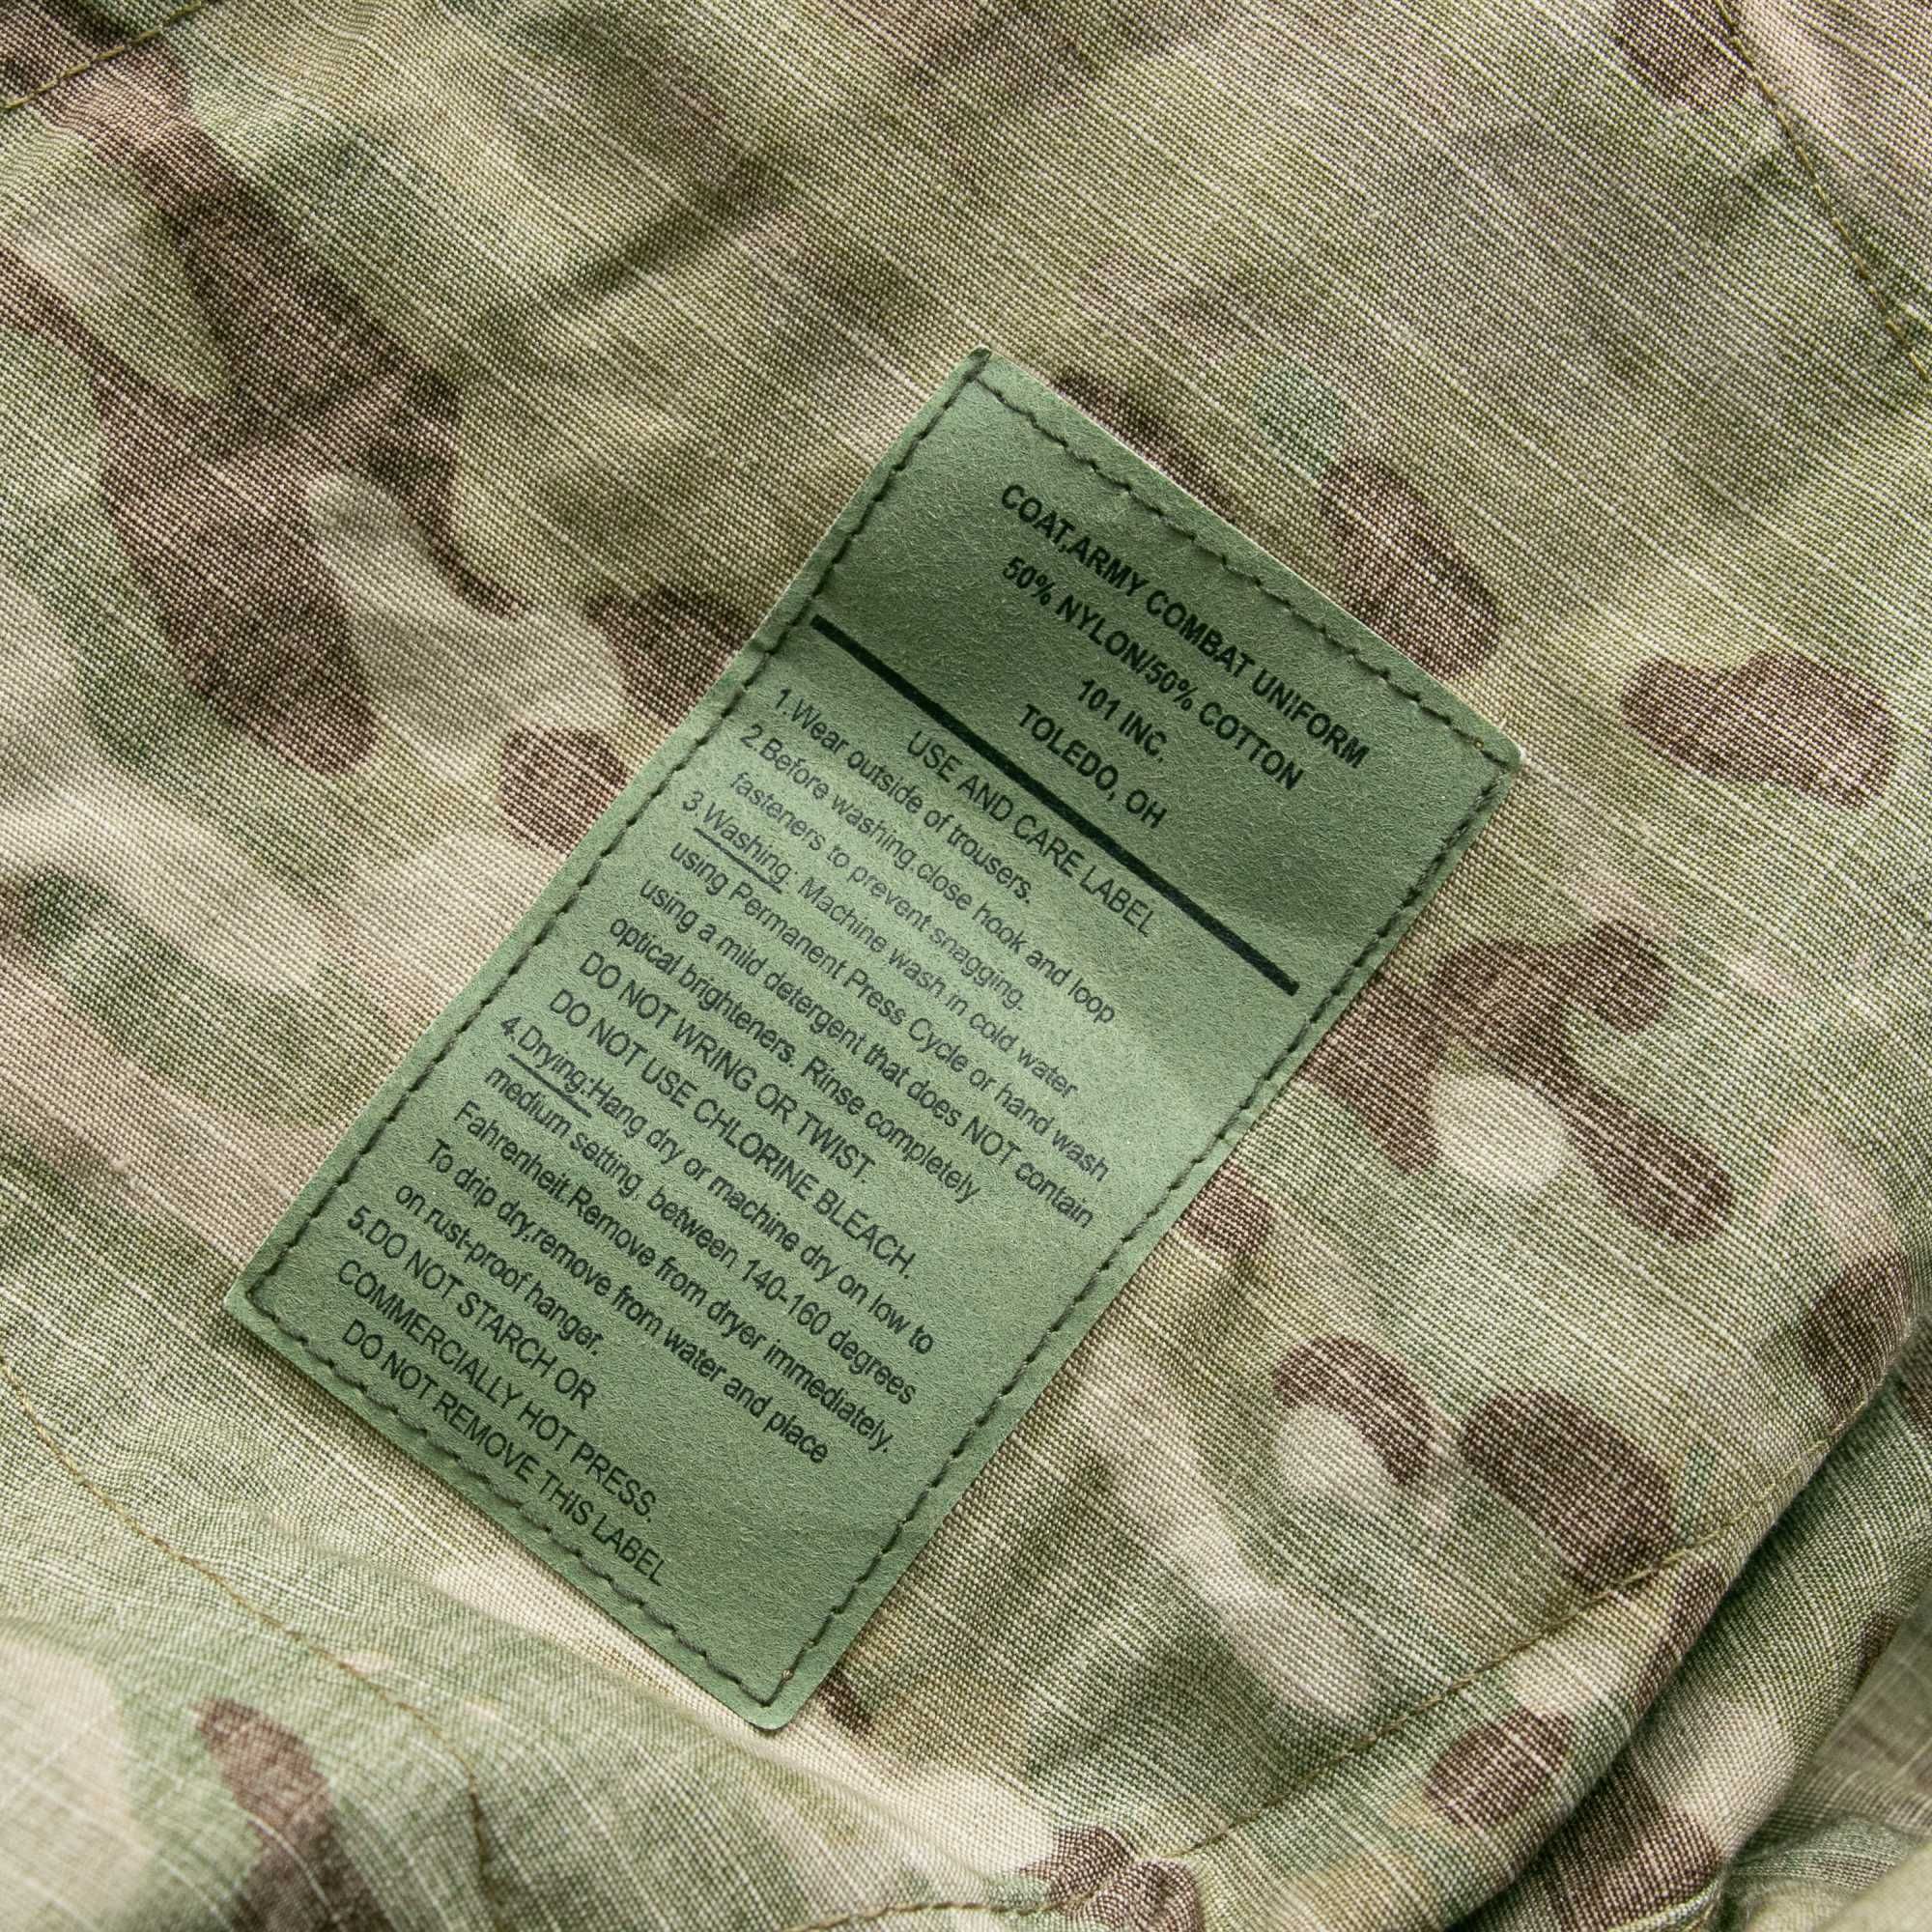 COAT,ARMY COMBAT UNIFORM
50% NYLON/50% COTTON
101 INC.
TOLEDO, OH
USE AND CARE LABEL
1.Wear outside of trousers.
2 Before washing,close hook and loop
fasteners to prevent snagging.
3.Washing: Machine wash in cold water
using Permanent Press Cycle or hand wash
using a mild detergent that does NOT contain
optical brighteners. Rinse completely
DO NOT WRING OR TWIST.
DO NOT USE CHLORINE BLEACH.
4.Drying:Hang dry or machine dry on low to
medium setting, between 140-160 degrees
Fahrenheit.Remove from dryer immediately.
To drip dry,remove from water and place
on rust-proof hanger.
5.DO NOT STARCH OR
COMMERCIALLY HOT PRESS.
DO NOT REMOVE THIS LABEL